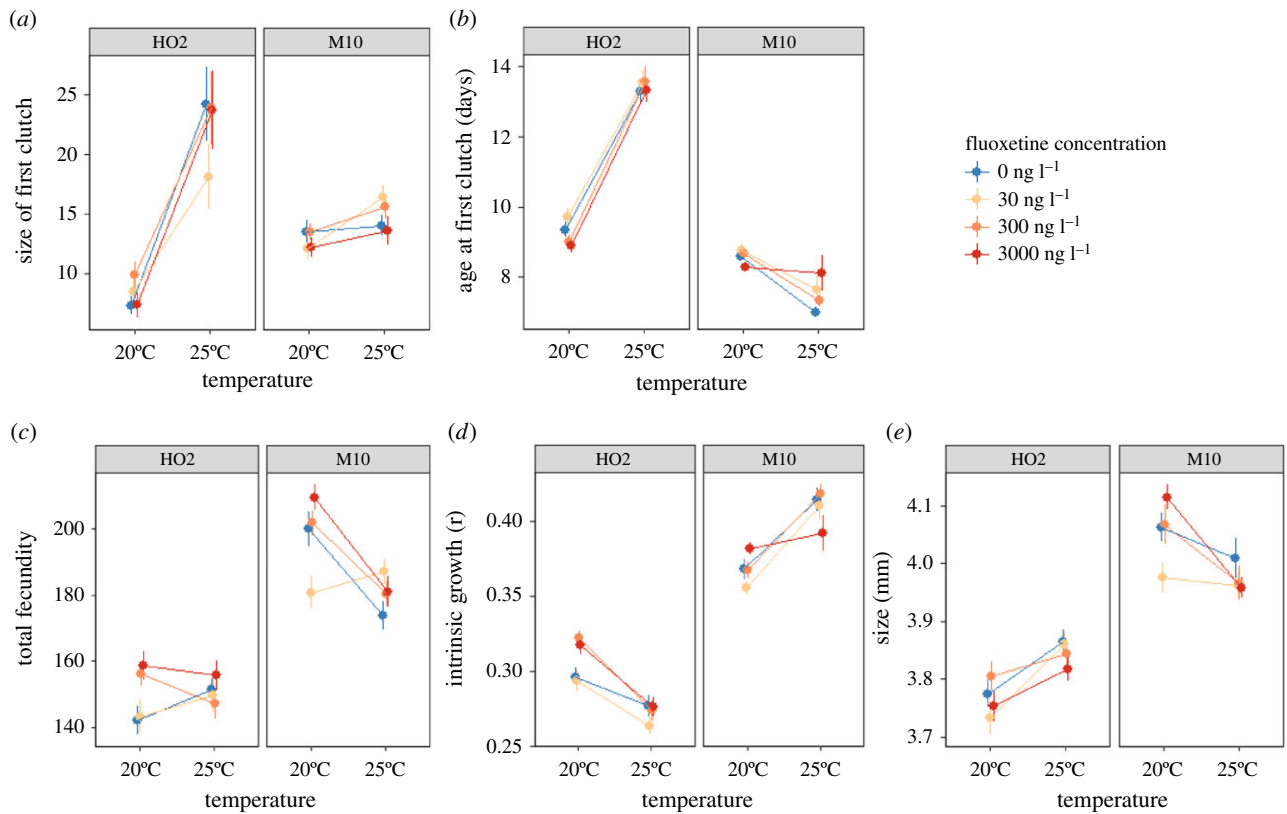 (a)
HO2 M10
25
20
15
10
size of first clutch
20ºC 25ºC 20ºC 25ºC
temperature
(b)
HO2 M10
14
12
10
8
age at first clutch (days)
20ºC 25ºC 20ºC 25ºC
temperature
fluoxetine concentration
0 ng l⁻¹
30 ng l⁻¹
300 ng l⁻¹
3000 ng l⁻¹
(c)
HO2 M10
200
180
160
140
total fecundity
20ºC 25ºC 20ºC 25ºC
temperature
(d)
HO2 M10
0.40
0.35
0.30
0.25
intrinsic growth (r)
20ºC 25ºC 20ºC 25ºC
temperature
(e)
HO2 M10
4.1
4.0
3.9
3.8
3.7
size (mm)
20ºC 25ºC 20ºC 25ºC
temperature